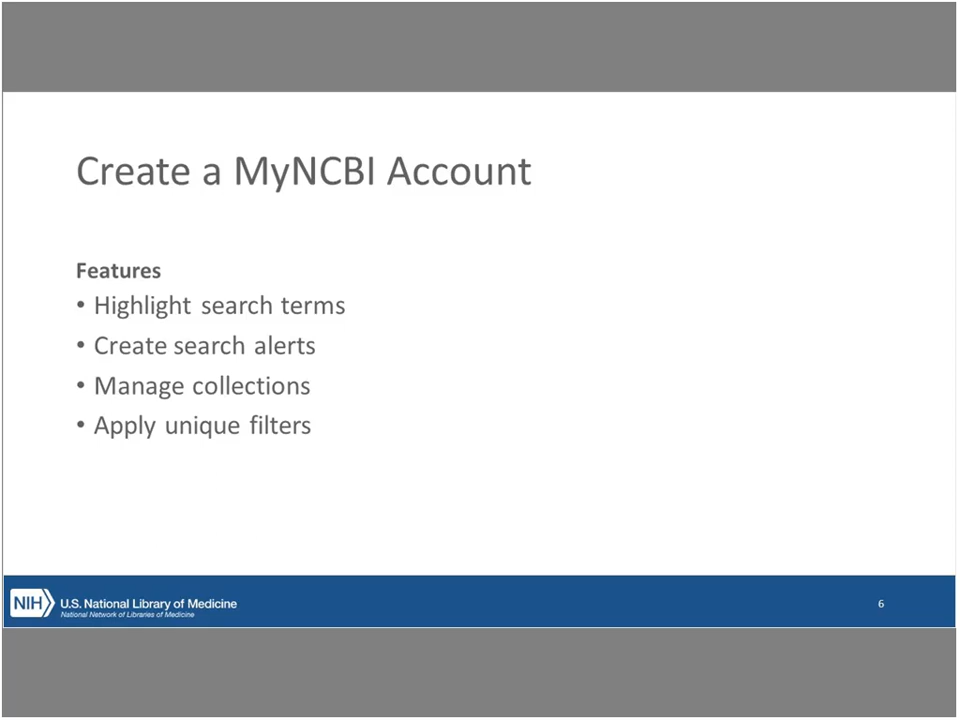 Create a MyNCBI Account
Features
• Highlight search terms
• Create search alerts
• Manage collections
• Apply unique filters
NIH U.S. National Library of Medicine
National Network of Libraries of Medicine
6